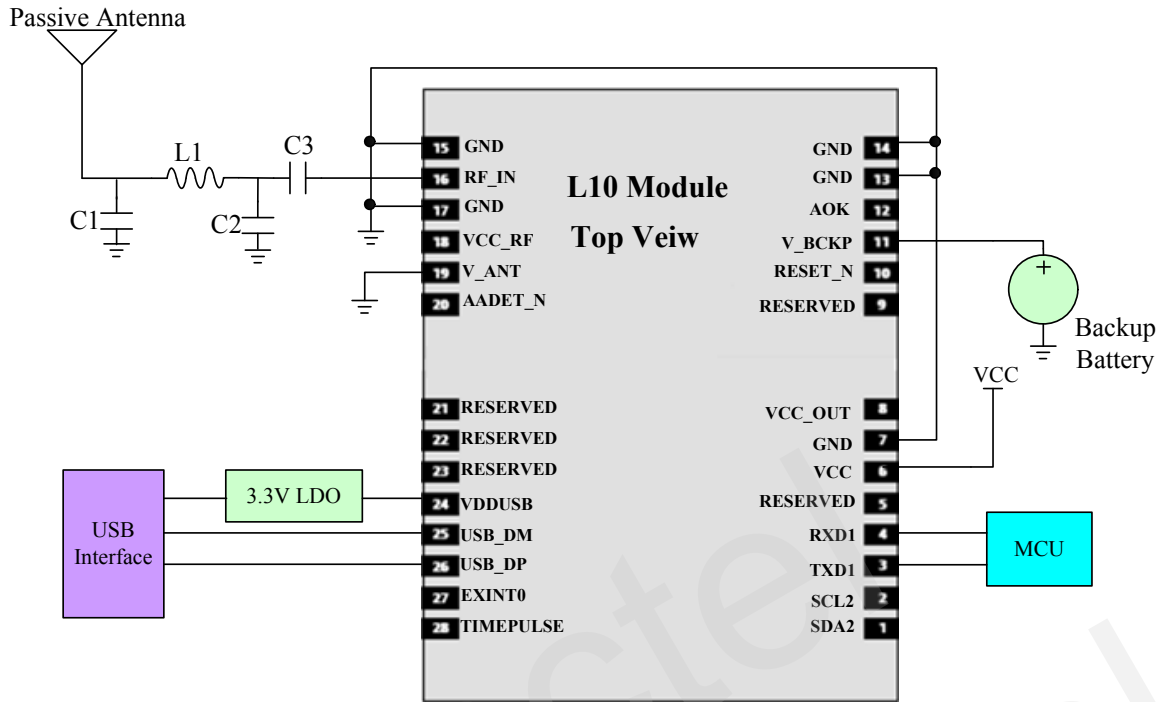 Passive Antenna
L1
C3
C1
C2
L10 Module
Top Veiw
15 GND
16 RF_IN
17 GND
18 VCC_RF
19 V_ANT
20 AADET_N
21 RESERVED
22 RESERVED
23 RESERVED
24 VDDUSB
25 USB_DM
26 USB_DP
27 EXINT0
28 TIMEPULSE
GND 14
GND 13
AOK 12
V_BCKP 11
RESET_N 10
RESERVED 9
VCC_OUT 8
GND 7
VCC 6
RESERVED 5
RXD1 4
TXD1 3
SCL2 2
SDA2 1
+
Backup
Battery
VCC
MCU
USB
Interface
3.3V LDO